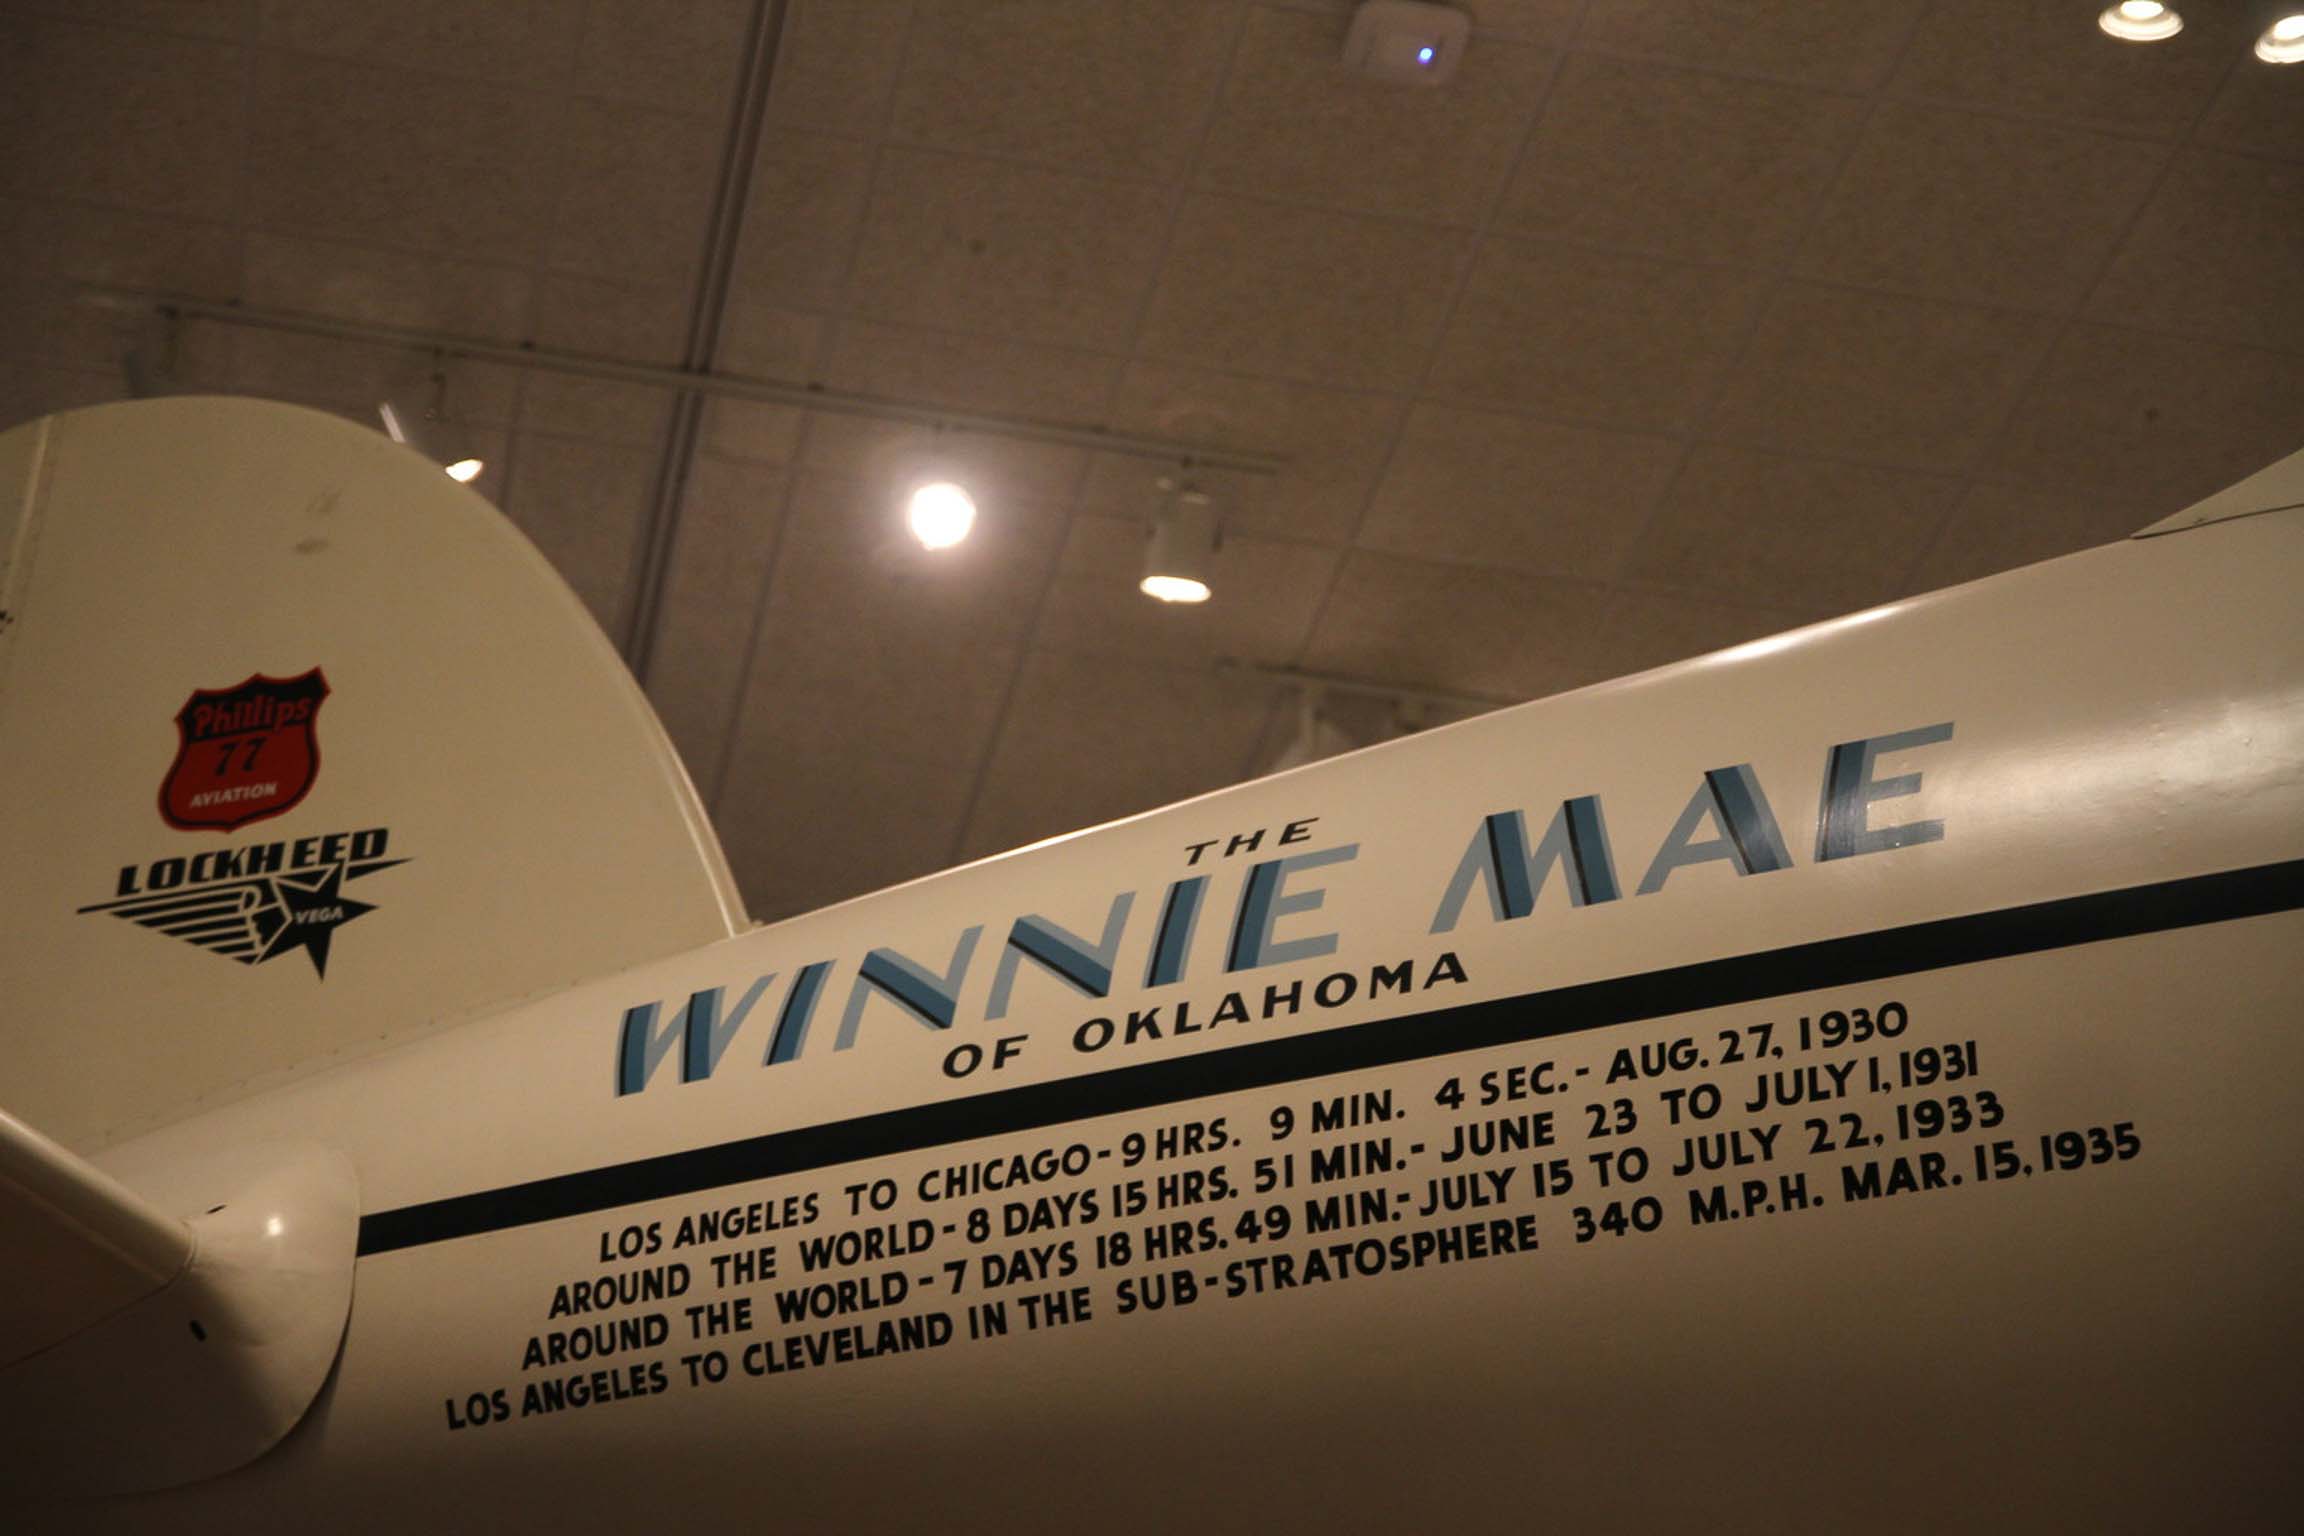 Phillips
77
AVIATION
LOCKHEED
VEGA
THE
WINNIE MAE
OF OKLAHOMA
LOS ANGELES TO CHICAGO - 9 HRS. 9 MIN. 4 SEC. - AUG. 27, 1930
AROUND THE WORLD - 8 DAYS 15 HRS. 51 MIN. - JUNE 23 TO JULY 1, 1931
AROUND THE WORLD - 7 DAYS 18 HRS. 49 MIN. - JULY 15 TO JULY 22, 1933
LOS ANGELES TO CLEVELAND IN THE SUB-STRATOSPHERE 340 M.P.H. MAR. 15, 1935